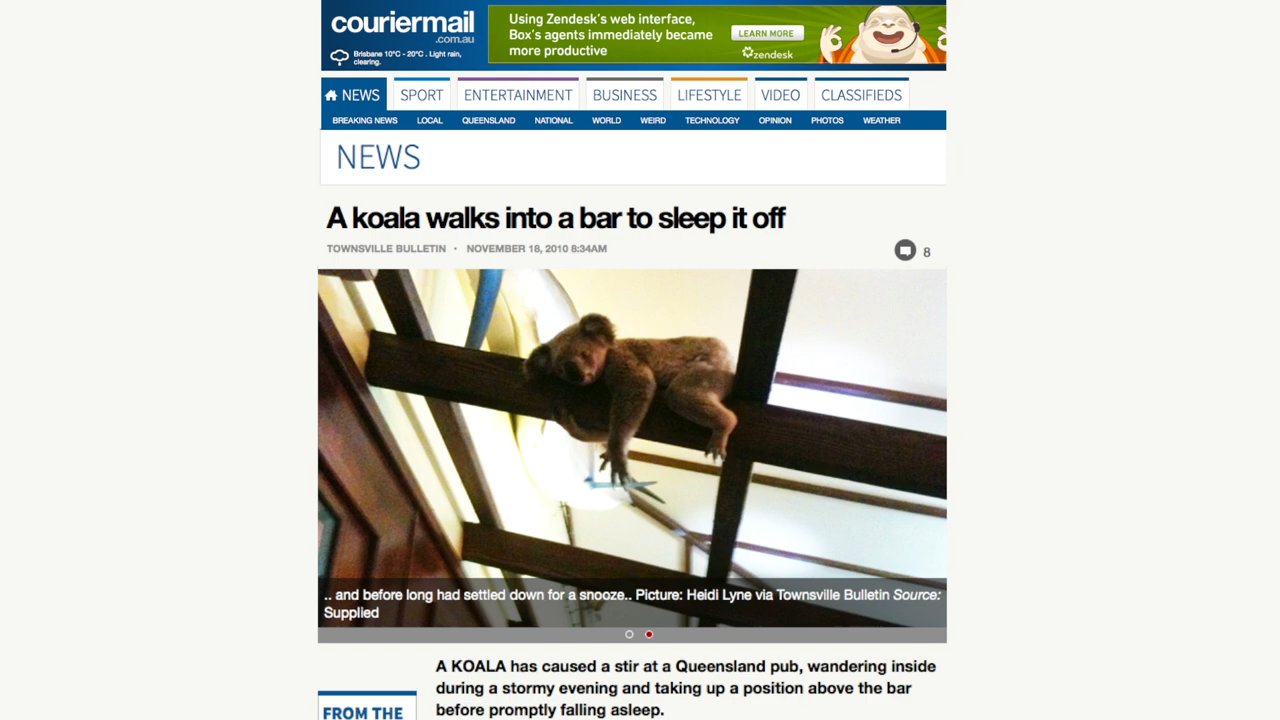 couriermail
.com.au
Brisbane 10°C - 20°C . Light rain,
clearing.
Using Zendesk's web interface,
Box's agents immediately became
more productive
LEARN MORE
zendesk
NEWS SPORT ENTERTAINMENT BUSINESS LIFESTYLE VIDEO CLASSIFIEDS
BREAKING NEWS LOCAL QUEENSLAND NATIONAL WORLD WEIRD TECHNOLOGY OPINION PHOTOS WEATHER
NEWS
A koala walks into a bar to sleep it off
TOWNSVILLE BULLETIN • NOVEMBER 18, 2010 8:34AM
8
.. and before long had settled down for a snooze.. Picture: Heidi Lyne via Townsville Bulletin Source:
Supplied
A KOALA has caused a stir at a Queensland pub, wandering inside
during a stormy evening and taking up a position above the bar
before promptly falling asleep.
FROM THE